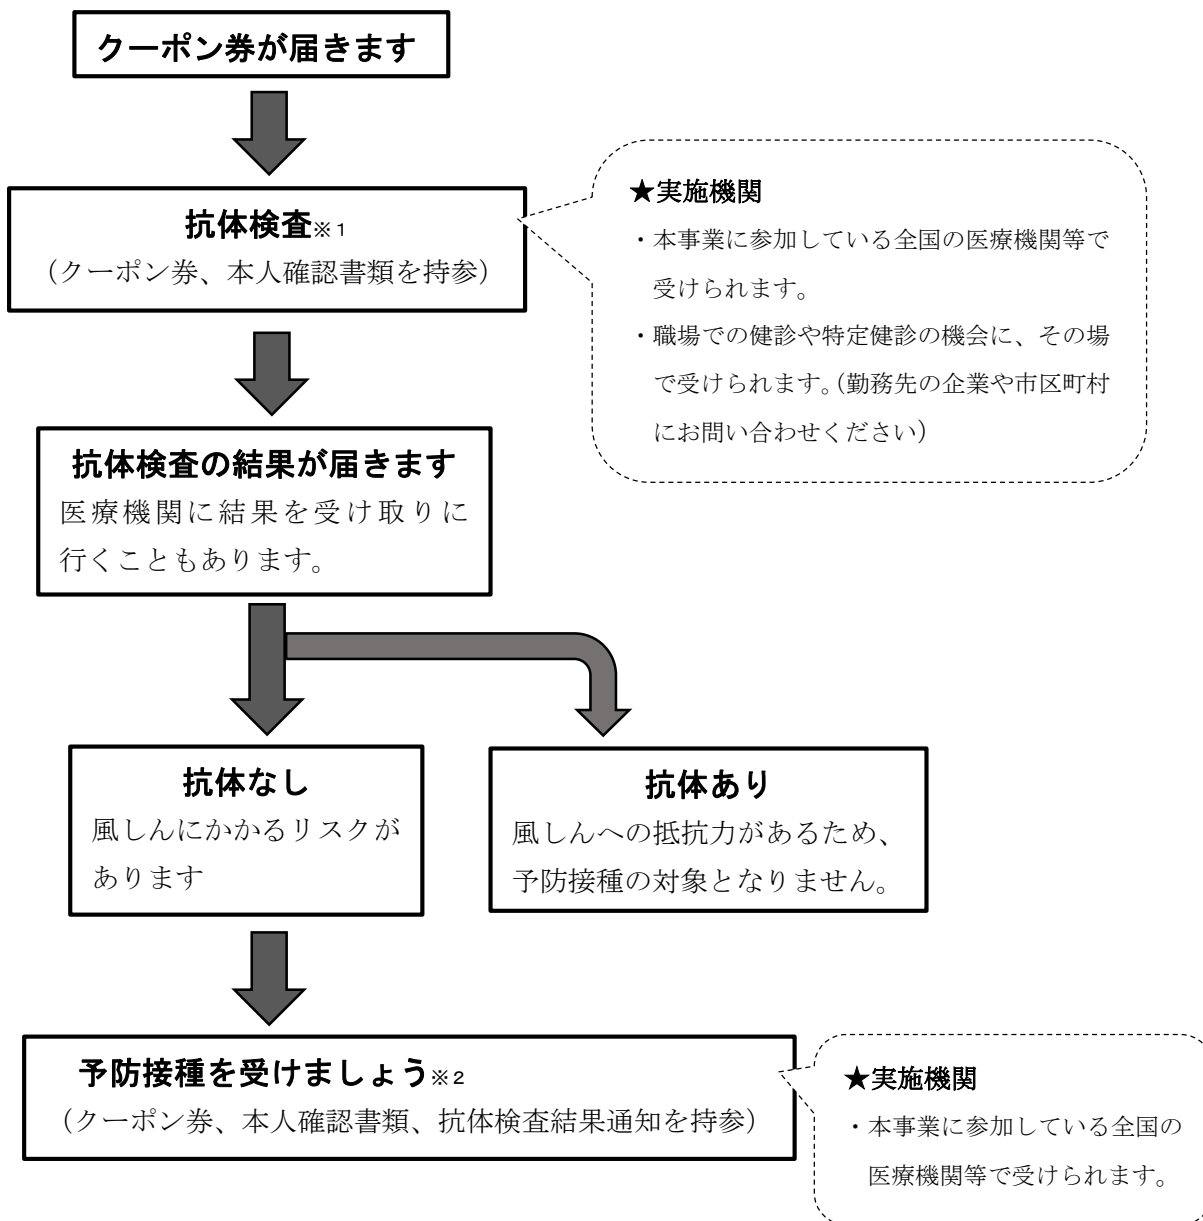 クーポン券が届きます
抗体検査※1
（クーポン券、本人確認書類を持参）
★実施機関
・本事業に参加している全国の医療機関等で
受けられます。
・職場での健診や特定健診の機会に、その場
で受けられます。（勤務先の企業や市区町村
にお問い合わせください）
抗体検査の結果が届きます
医療機関に結果を受け取りに
行くこともあります。
抗体なし
風しんにかかるリスクが
あります
抗体あり
風しんへの抵抗力があるため、
予防接種の対象となりません。
予防接種を受けましょう※2
（クーポン券、本人確認書類、抗体検査結果通知を持参）
★実施機関
・本事業に参加している全国の
医療機関等で受けられます。